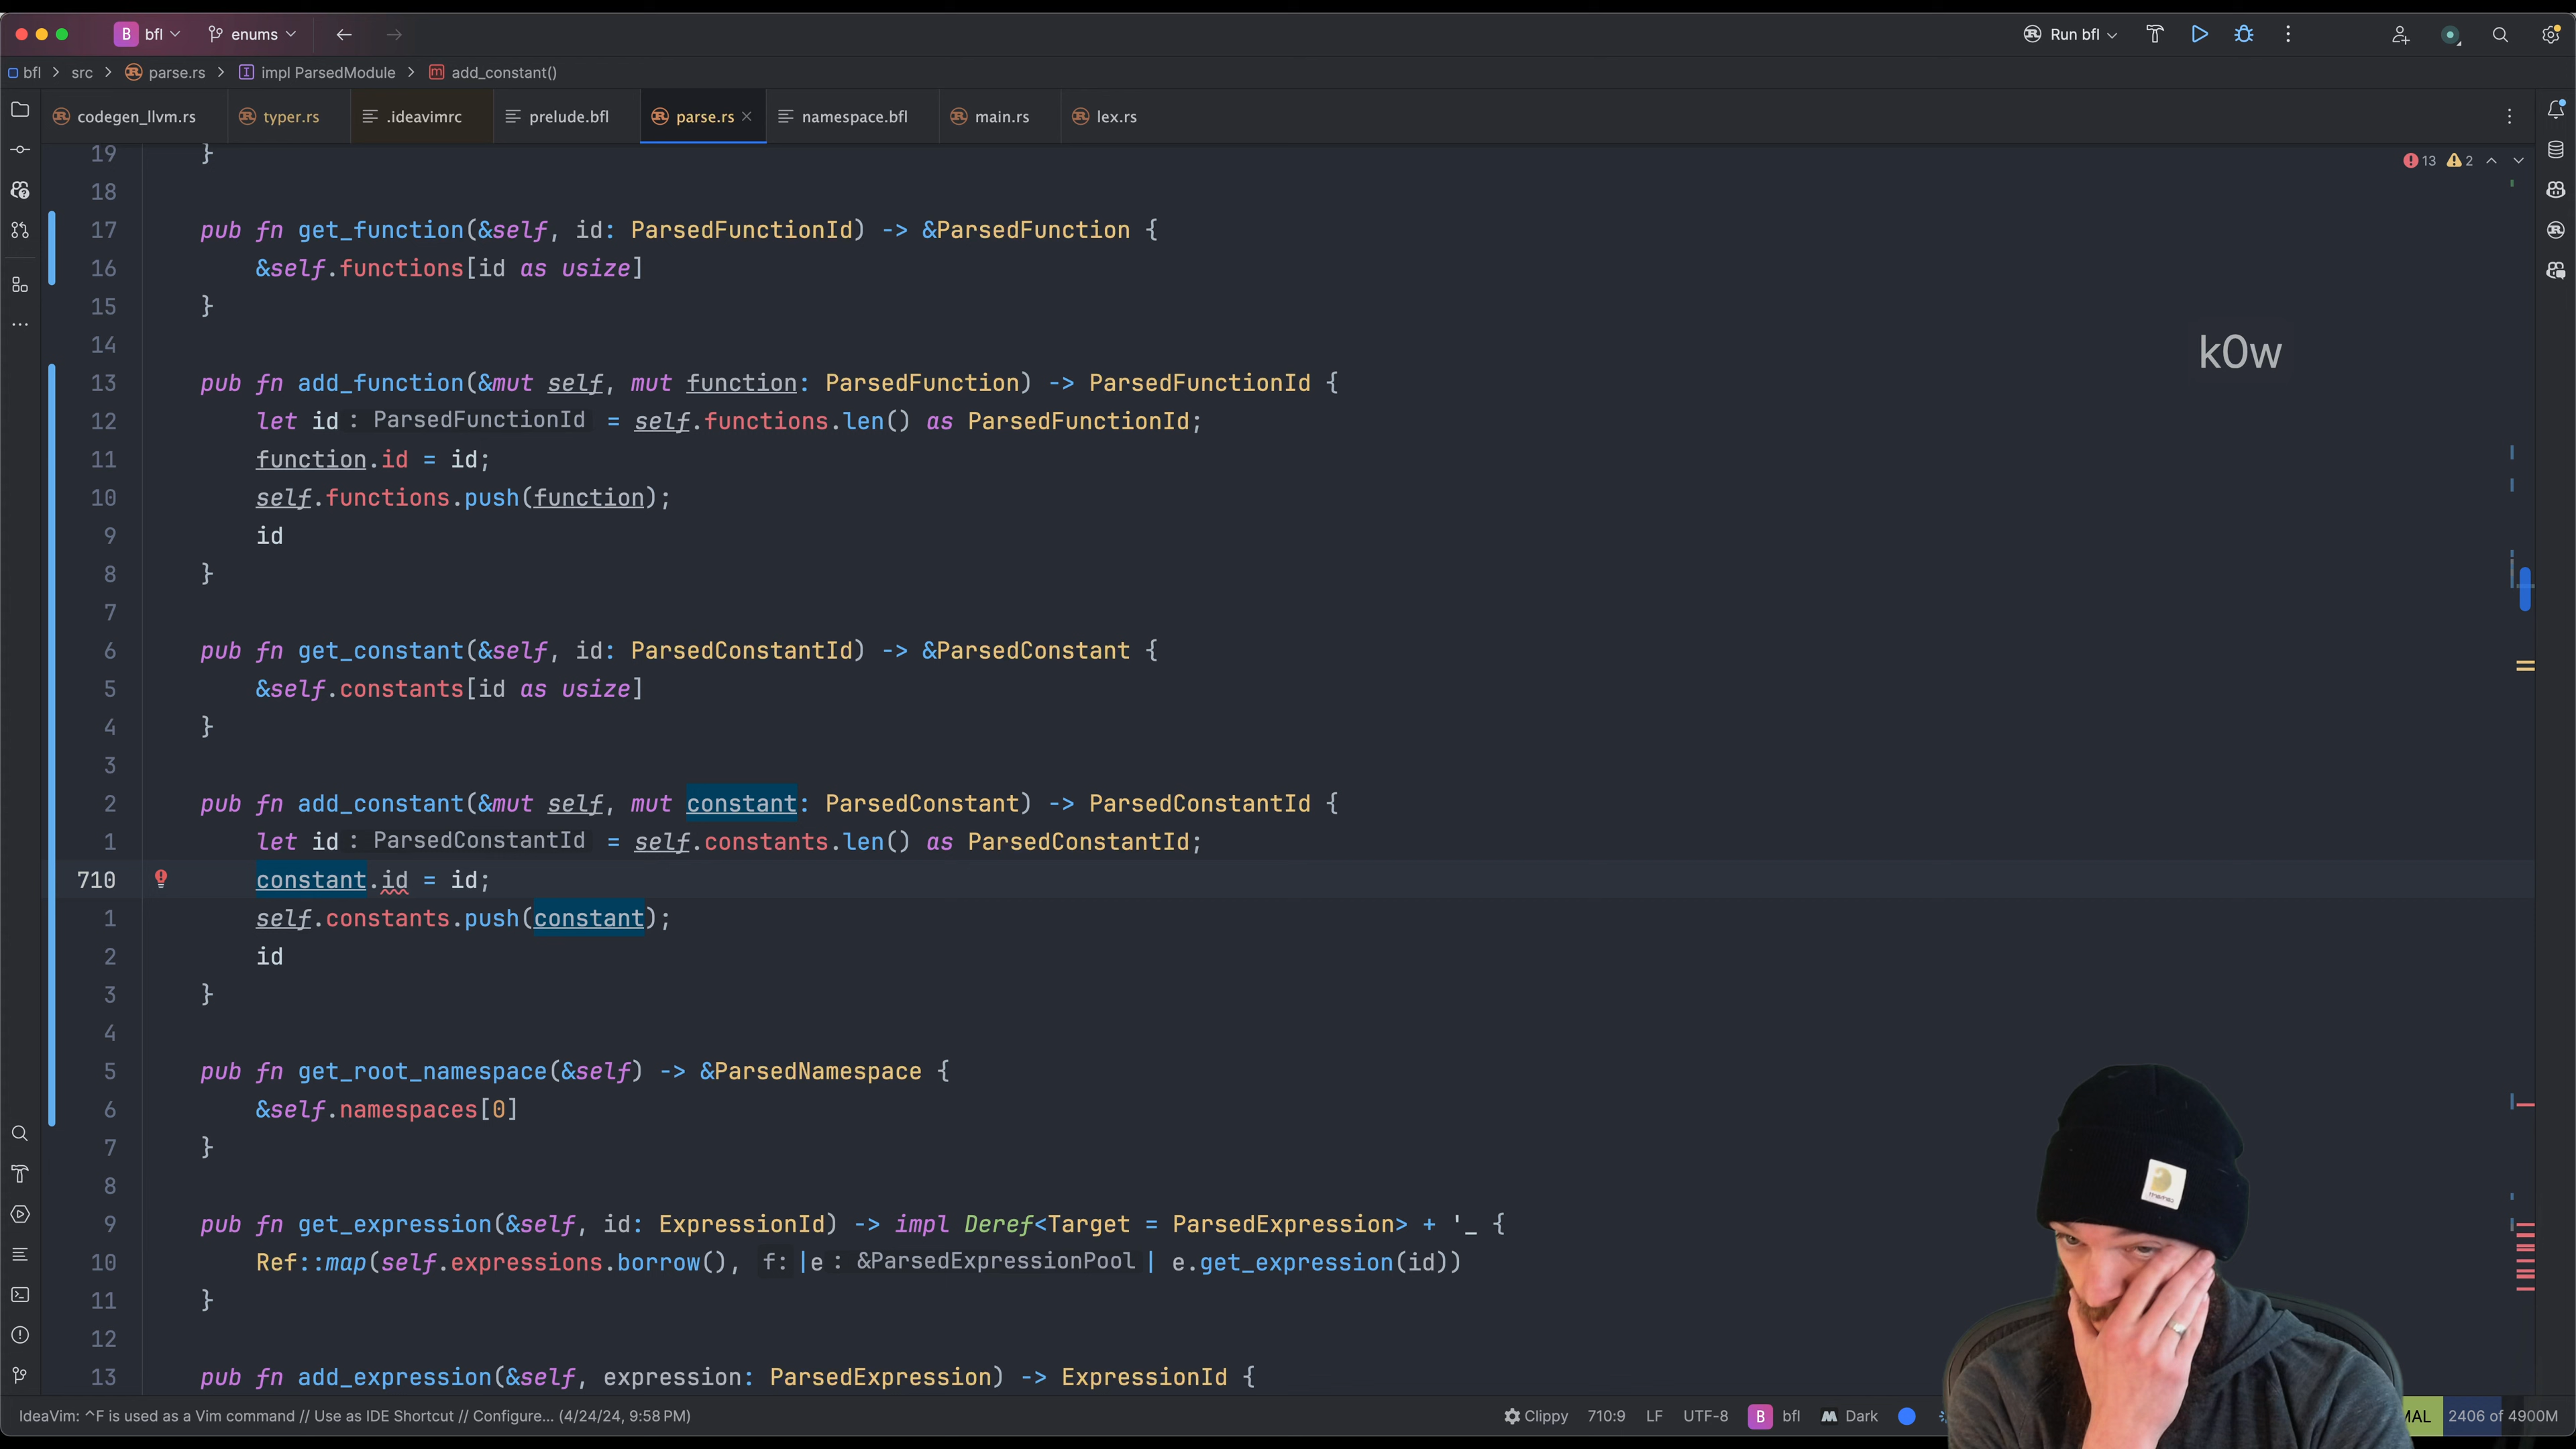 B bfl enums Run bfl
bfl > src > parse.rs > impl ParsedModule > add_constant()
codegen_llvm.rs typer.rs .ideavimrc prelude.bfl parse.rs namespace.bfl main.rs lex.rs
13 2
19 }
18
17 pub fn get_function(&self, id: ParsedFunctionId) -> &ParsedFunction {
16 &self.functions[id as usize]
15 }
14
k0w
13 pub fn add_function(&mut self, mut function: ParsedFunction) -> ParsedFunctionId {
12 let id: ParsedFunctionId = self.functions.len() as ParsedFunctionId;
11 function.id = id;
10 self.functions.push(function);
9 id
8 }
7
6 pub fn get_constant(&self, id: ParsedConstantId) -> &ParsedConstant {
5 &self.constants[id as usize]
4 }
3
2 pub fn add_constant(&mut self, mut constant: ParsedConstant) -> ParsedConstantId {
1 let id: ParsedConstantId = self.constants.len() as ParsedConstantId;
710 constant.id = id;
1 self.constants.push(constant);
2 id
3 }
4
5 pub fn get_root_namespace(&self) -> &ParsedNamespace {
6 &self.namespaces[0]
7 }
8
9 pub fn get_expression(&self, id: ExpressionId) -> impl Deref<Target = ParsedExpression> + '_ {
10 Ref::map(self.expressions.borrow(), f: |e: &ParsedExpressionPool| e.get_expression(id))
11 }
12
13 pub fn add_expression(&self, expression: ParsedExpression) -> ExpressionId {
IdeaVim: ^F is used as a Vim command // Use as IDE Shortcut // Configure... (4/24/24, 9:58 PM) Clippy 710:9 LF UTF-8 B bfl Dark MAL 2406 of 4900M